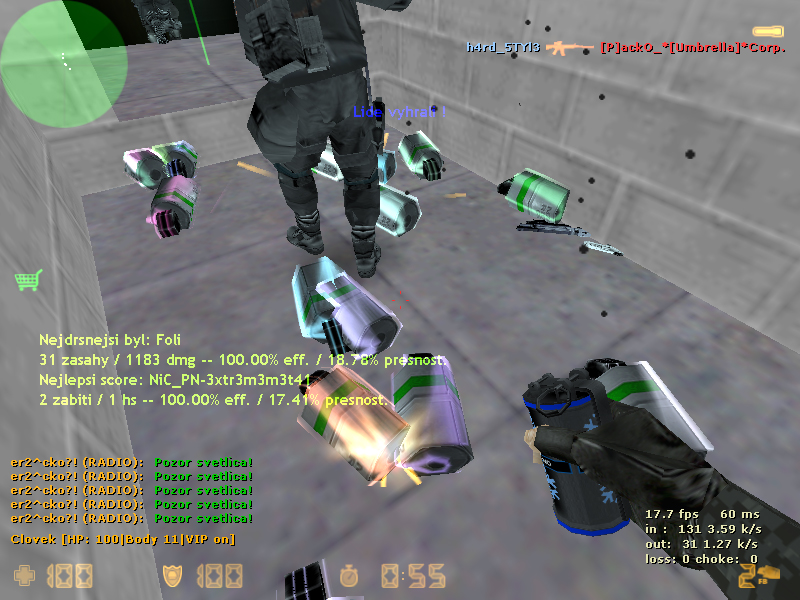 h4rd_5TYl3 [P]ackO_*[Umbrella]*Corp.
Lide vyhrali !
Nejdrsnejsi byl: Foli
31 zasahy / 1183 dmg -- 100.00% eff. / 18.78% presnost.
Nejlepsi score: NiC_PN-3xtr3m3m3t41
2 zabiti / 1 hs -- 100.00% eff. / 17.41% presnost.
er2^cko?! (RADIO): Pozor svetlica!
er2^cko?! (RADIO): Pozor svetlica!
er2^cko?! (RADIO): Pozor svetlica!
er2^cko?! (RADIO): Pozor svetlica!
er2^cko?! (RADIO): Pozor svetlica!
Clovek [HP: 100|Body 11|VIP on]
17.7 fps 60 ms
in : 131 3.59 k/s
out: 31 1.27 k/s
loss: 0 choke: 0
100 100 0:55 2 FB